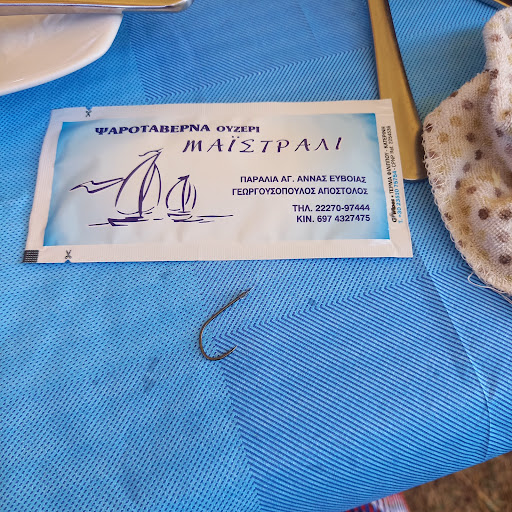 ΨΑΡΟΤΑΒΕΡΝΑ ΟΥΖΕΡΙ
ΜΑΪΣΤΡΑΛΙ
ΠΑΡΑΛΙΑ ΑΓ. ΑΝΝΑΣ ΕΥΒΟΙΑΣ
ΓΕΩΡΓΟΥΣΟΠΟΥΛΟΣ ΑΠΟΣΤΟΛΟΣ
ΤΗΛ. 22270-97444
ΚΙΝ. 697 4327475